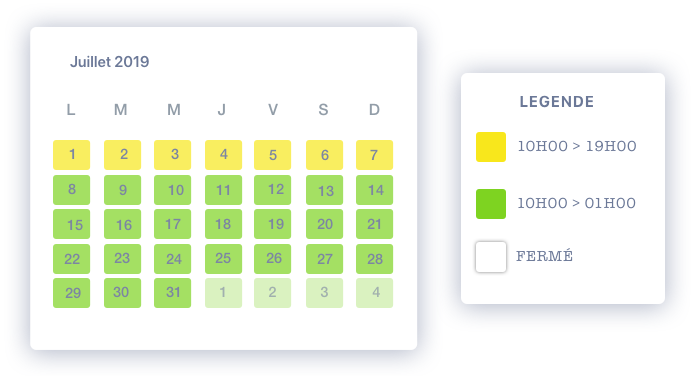 Juillet 2019
L M M J V S D
1 2 3 4 5 6 7
8 9 10 11 12 13 14
15 16 17 18 19 20 21
22 23 24 25 26 27 28
29 30 31 1 2 3 4
LEGENDE
10H00 > 19H00
10H00 > 01H00
FERMÉ